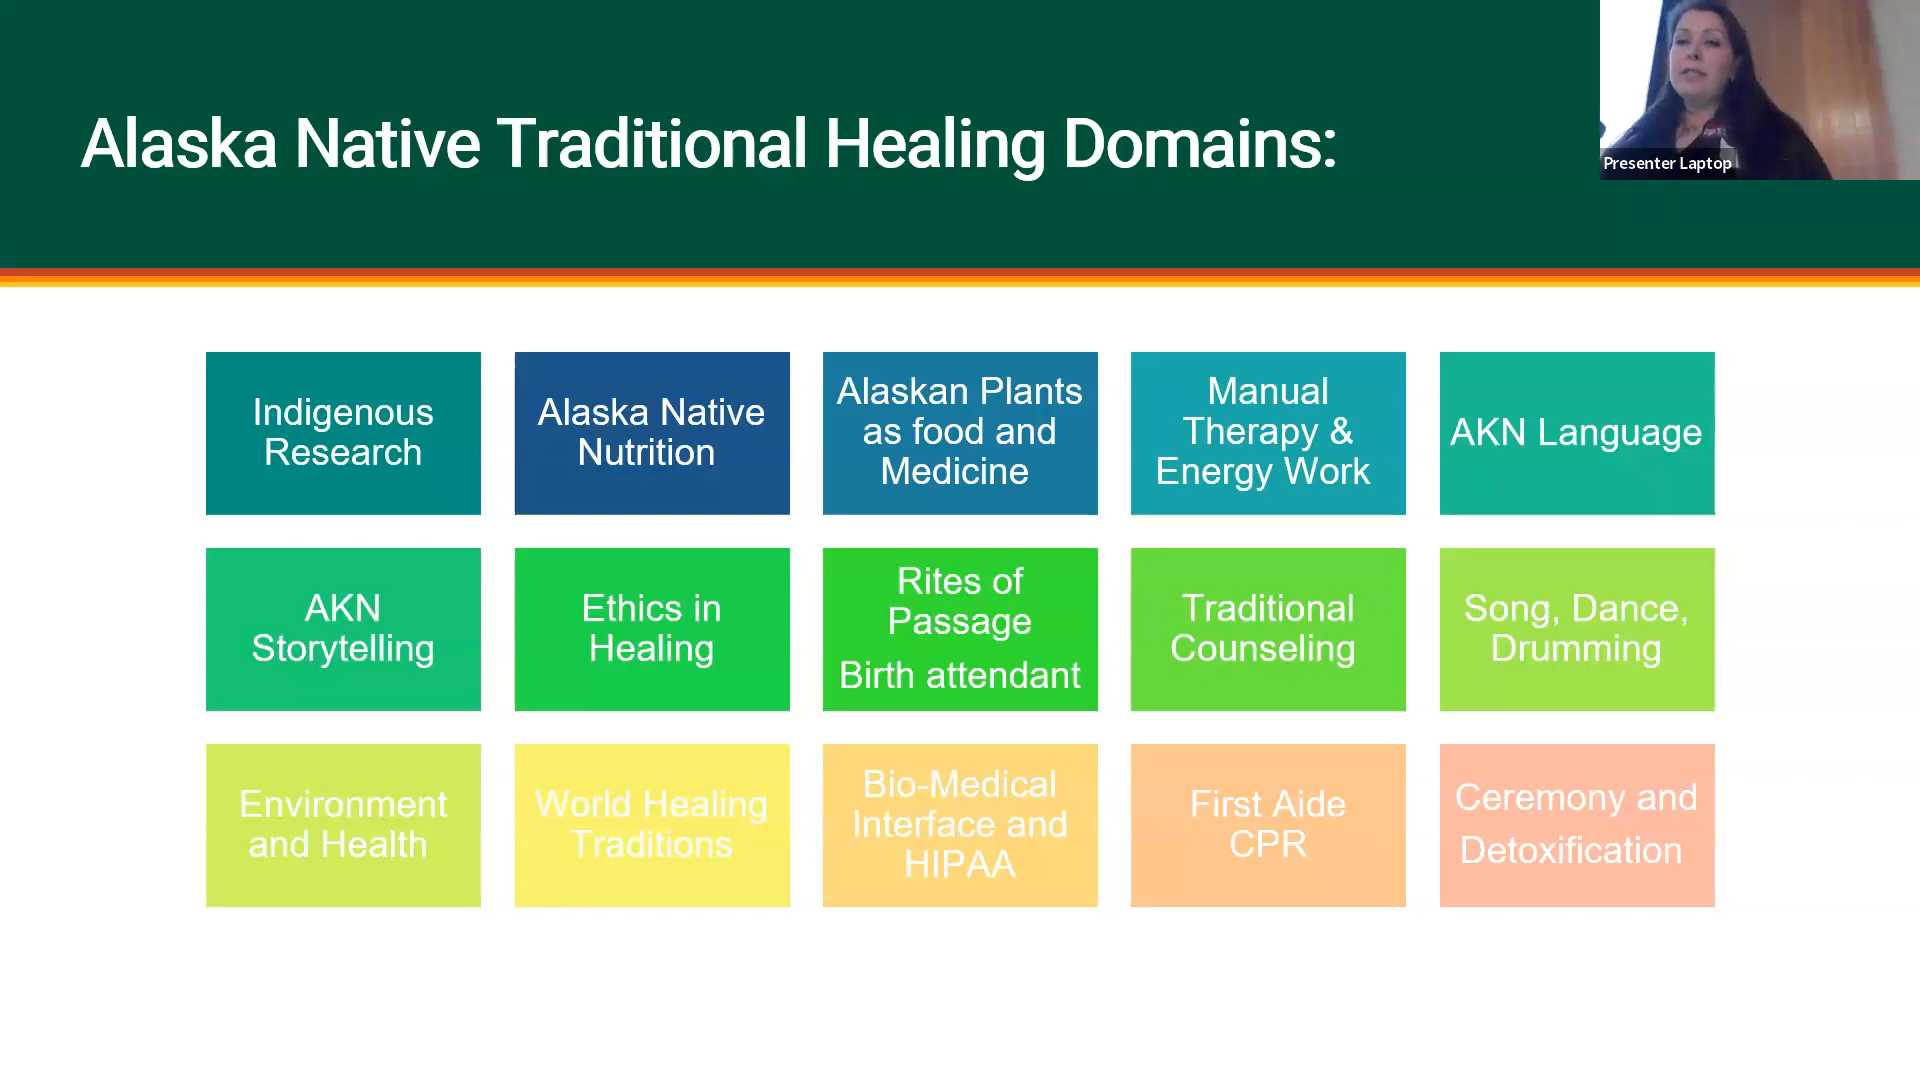 Alaska Native Traditional Healing Domains:
Presenter Laptop
Indigenous
Research
Alaska Native
Nutrition
Alaskan Plants
as food and
Medicine
Manual
Therapy &
Energy Work
AKN Language
AKN
Storytelling
Ethics in
Healing
Rites of
Passage
Birth attendant
Traditional
Counseling
Song, Dance,
Drumming
Environment
and Health
World Healing
Traditions
Bio-Medical
Interface and
HIPAA
First Aide
CPR
Ceremony and
Detoxification